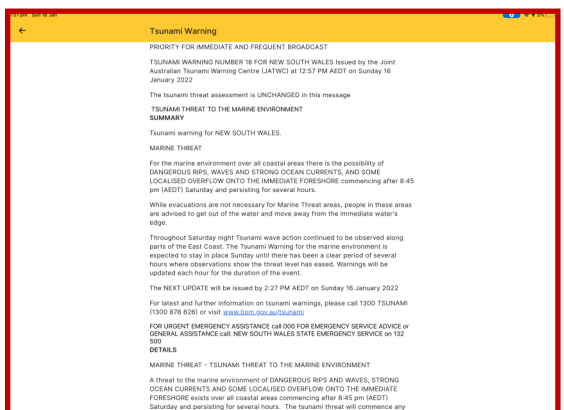 1:51 pm Sun 16 Jan
Tsunami Warning
PRIORITY FOR IMMEDIATE AND FREQUENT BROADCAST
TSUNAMI WARNING NUMBER 18 FOR NEW SOUTH WALES Issued by the Joint
Australian Tsunami Warning Centre (JATWC) at 12:57 PM AEDT on Sunday 16
January 2022
The tsunami threat assessment is UNCHANGED in this message
TSUNAMI THREAT TO THE MARINE ENVIRONMENT
SUMMARY
Tsunami warning for NEW SOUTH WALES.
MARINE THREAT
For the marine environment over all coastal areas there is the possibility of
DANGEROUS RIPS, WAVES AND STRONG OCEAN CURRENTS, AND SOME
LOCALISED OVERFLOW ONTO THE IMMEDIATE FORESHORE commencing after 8:45
pm (AEDT) Saturday and persisting for several hours.
While evacuations are not necessary for Marine Threat areas, people in these areas
are advised to get out of the water and move away from the immediate water's
edge.
Throughout Saturday night Tsunami wave action continued to be observed along
parts of the East Coast. The Tsunami Warning for the marine environment is
expected to stay in place Sunday until there has been a clear period of several
hours where observations show the threat level has eased. Warnings will be
updated each hour for the duration of the event.
The NEXT UPDATE will be issued by 2:27 PM AEDT on Sunday 16 January 2022
For latest and further information on tsunami warnings, please call 1300 TSUNAMI
(1300 878 626) or visit www.bom.gov.au/tsunami
FOR URGENT EMERGENCY ASSISTANCE call 000 FOR EMERGENCY SERVICE ADVICE or
GENERAL ASSISTANCE call: NEW SOUTH WALES STATE EMERGENCY SERVICE on 132
500
DETAILS
MARINE THREAT - TSUNAMI THREAT TO THE MARINE ENVIRONMENT
A threat to the marine environment of DANGEROUS RIPS AND WAVES, STRONG
OCEAN CURRENTS AND SOME LOCALISED OVERFLOW ONTO THE IMMEDIATE
FORESHORE exists over all coastal areas commencing after 8:45 pm (AEDT)
Saturday and persisting for several hours. The tsunami threat will commence any